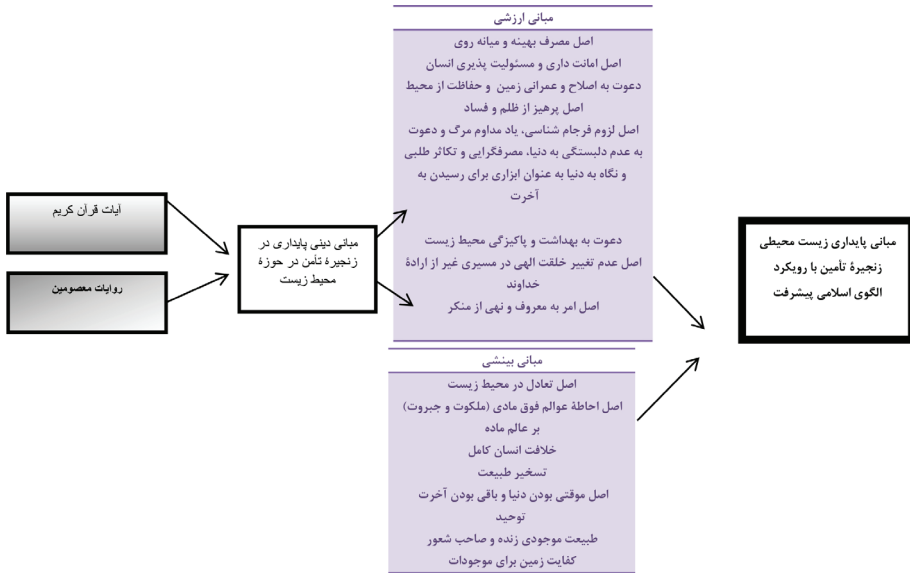 مبانی ارزشی
اصل مصرف بهینه و میانه روی
اصل امانت داری و مسئولیت پذیری انسان
دعوت به اصلاح و عمرانی زمین و حفاظت از محیط
اصل پرهیز از ظلم و فساد
اصل لزوم فرجام شناسی، یاد مداوم مرگ و دعوت
به عدم دلبستگی به دنیا، مصرفگرایی و تکاثر طلبی
و نگاه به دنیا به عنوان ابزاری برای رسیدن به
آخرت
دعوت به بهداشت و پاکیزگی محیط زیست
اصل عدم تغییر خلقت الهی در مسیری غیر از ارادۀ
خداوند
اصل امر به معروف و نهی از منکر
آیات قرآن کریم
روایات معصومین
مبانی دینی پایداری در
زنجیرۀ تأمن در حوزۀ
محیط زیست
مبانی پایداری زیست محیطی
زنجیرۀ تأمین با رویکرد
الگوی اسلامی پیشرفت
مبانی بینشی
اصل تعادل در محیط زیست
اصل احاطۀ عوالم فوق مادی (ملکوت و جبروت)
بر عالم ماده
خلافت انسان کامل
تسخیر طبیعت
اصل موقتی بودن دنیا و باقی بودن آخرت
توحید
طبیعت موجودی زنده و صاحب شعور
کفایت زمین برای موجودات